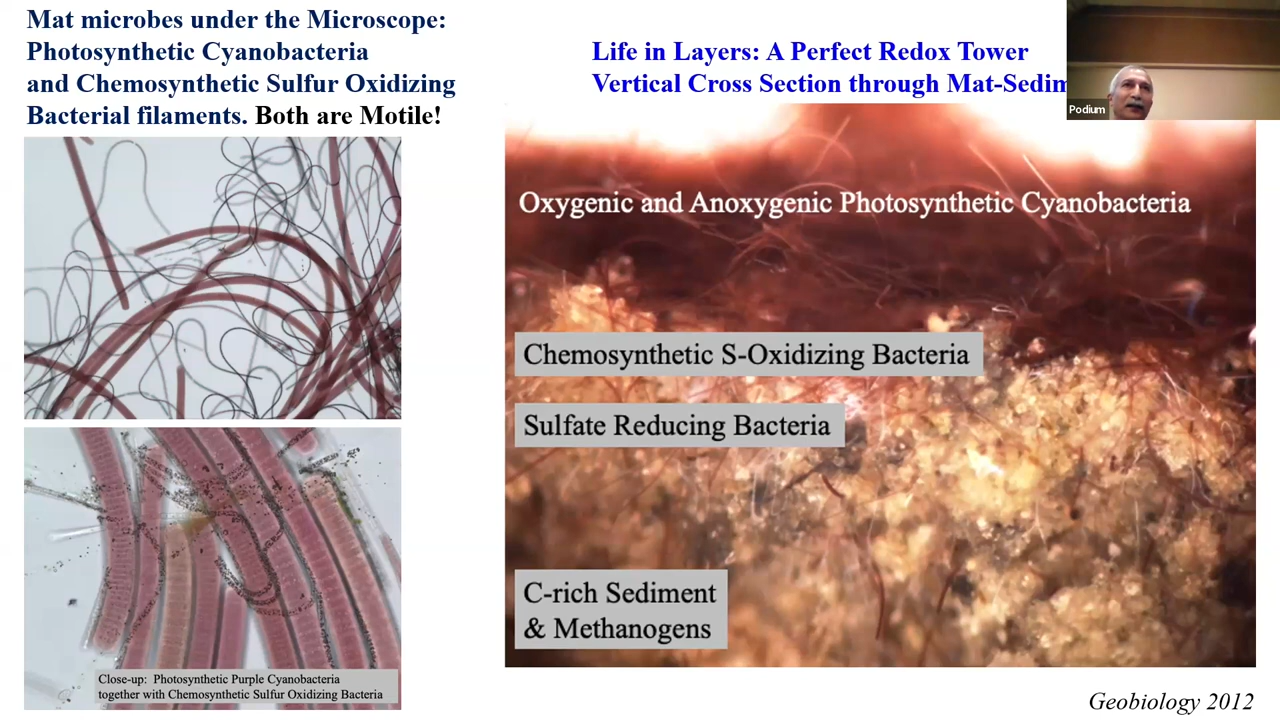 Mat microbes under the Microscope:
Photosynthetic Cyanobacteria
and Chemosynthetic Sulfur Oxidizing
Bacterial filaments. Both are Motile!
Life in Layers: A Perfect Redox Tower
Vertical Cross Section through Mat-Sedim
Podium
Oxygenic and Anoxygenic Photosynthetic Cyanobacteria
Chemosynthetic S-Oxidizing Bacteria
Sulfate Reducing Bacteria
C-rich Sediment
& Methanogens
Close-up: Photosynthetic Purple Cyanobacteria
together with Chemosynthetic Sulfur Oxidizing Bacteria
Geobiology 2012